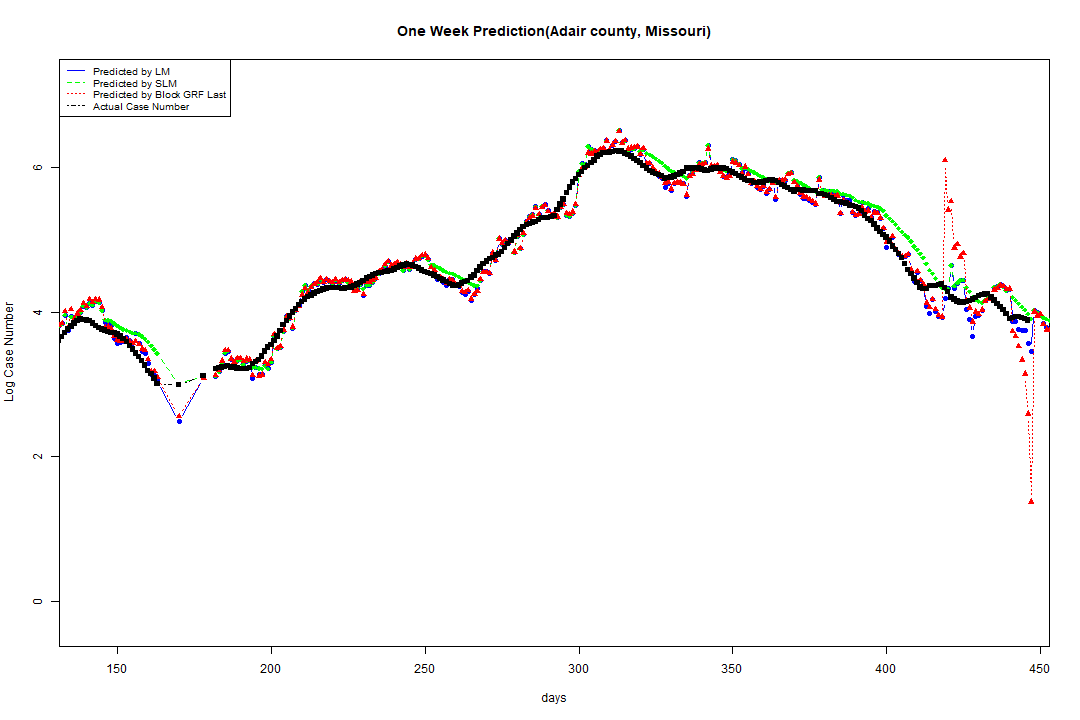 One Week Prediction(Adair county, Missouri)
Predicted by LM
Predicted by SLM
Predicted by Block GRF Last
Actual Case Number
6
4
2
0
Log Case Number
150 200 250 300 350 400 450
days